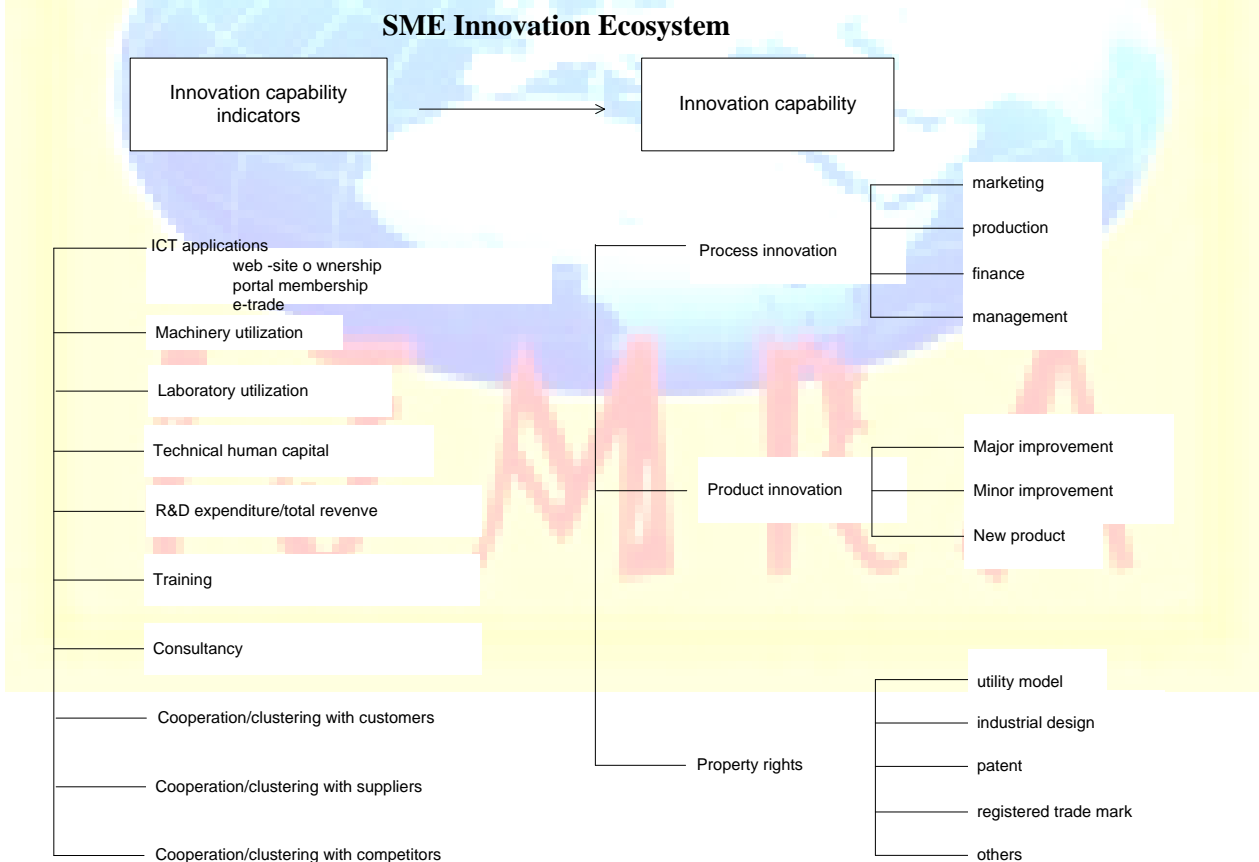 SME Innovation Ecosystem
Innovation capability
indicators
Innovation capability
ICT applications
web -site o wnership
portal membership
e-trade
Machinery utilization
Laboratory utilization
Technical human capital
R&D expenditure/total revenve
Training
Consultancy
Cooperation/clustering with customers
Cooperation/clustering with suppliers
Cooperation/clustering with competitors
Process innovation
marketing
production
finance
management
Product innovation
Major improvement
Minor improvement
New product
Property rights
utility model
industrial design
patent
registered trade mark
others